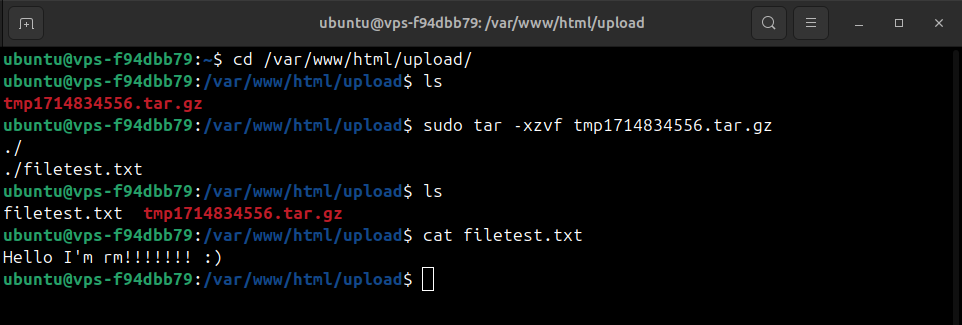 ubuntu@vps-f94dbb79: /var/www/html/upload
ubuntu@vps-f94dbb79:~$ cd /var/www/html/upload/
ubuntu@vps-f94dbb79:/var/www/html/upload$ ls
tmp1714834556.tar.gz
ubuntu@vps-f94dbb79:/var/www/html/upload$ sudo tar -xzvf tmp1714834556.tar.gz
./
./filetest.txt
ubuntu@vps-f94dbb79:/var/www/html/upload$ ls
filetest.txt  tmp1714834556.tar.gz
ubuntu@vps-f94dbb79:/var/www/html/upload$ cat filetest.txt
Hello I'm rm!!!!!!! :)
ubuntu@vps-f94dbb79:/var/www/html/upload$